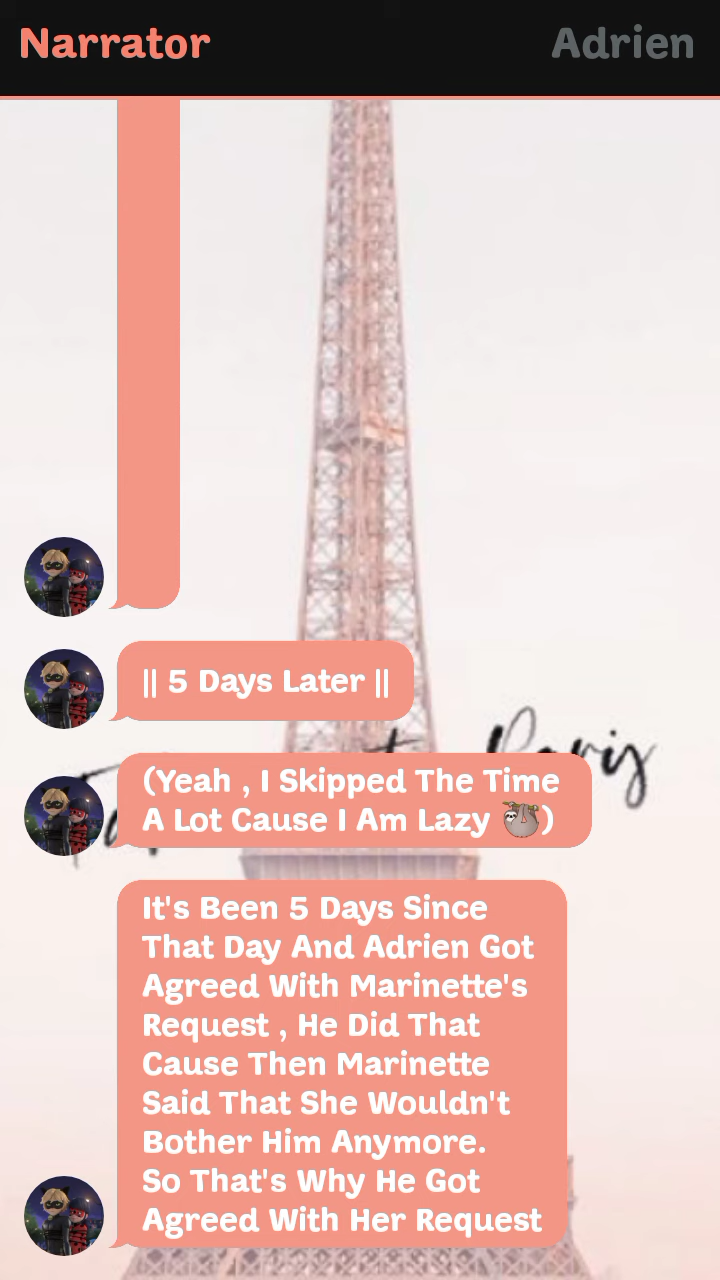 Narrator
Adrien
|| 5 Days Later ||
(Yeah , I Skipped The Time
A Lot Cause I Am Lazy 🦥)
Paris
It's Been 5 Days Since
That Day And Adrien Got
Agreed With Marinette's
Request , He Did That
Cause Then Marinette
Said That She Wouldn't
Bother Him Anymore.
So That's Why He Got
Agreed With Her Request